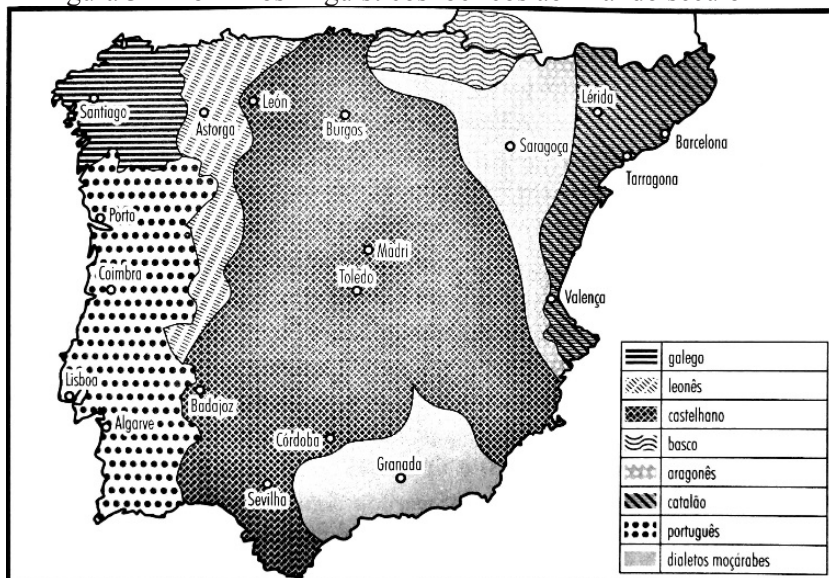 Santiago
Astorga
León
Burgos
Saragoça
Lérida
Barcelona
Tarragona
Porto
Madri
Coimbra
Toledo
Valença
Lisboa
Badajoz
Algarve
Córdoba
Granada
Sevilha
galego
leonês
castelhano
basco
aragonês
catalão
português
dialetos moçárabes